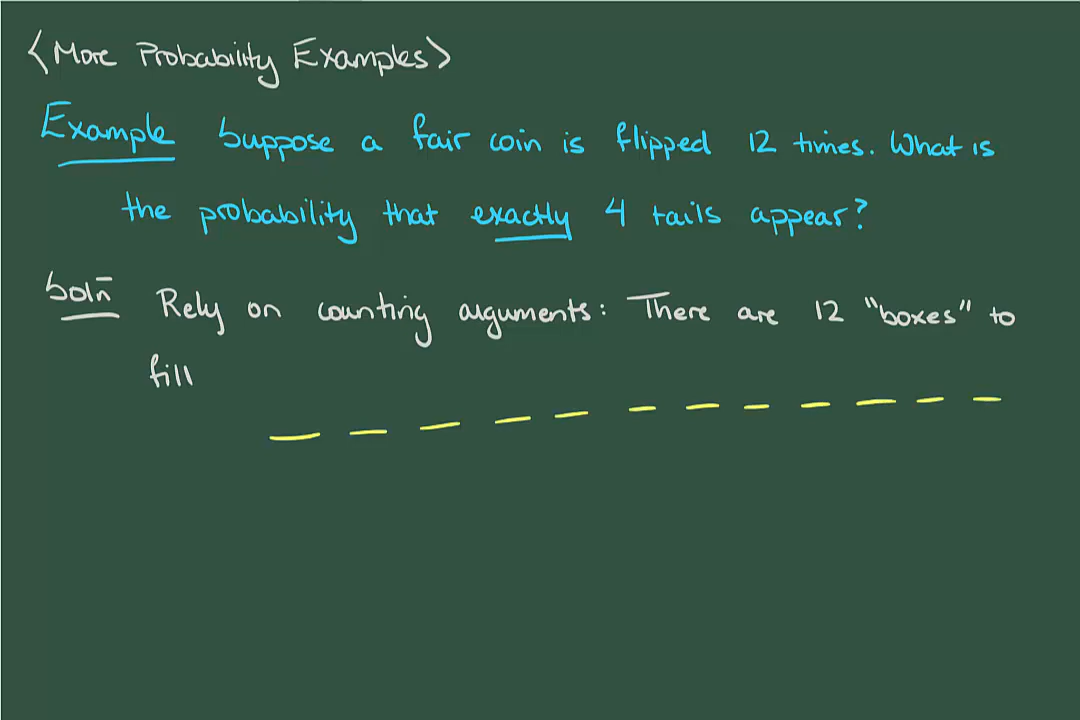 <More Probability Examples>
Example Suppose a fair coin is flipped 12 times. What is
the probability that exactly 4 tails appear?
Soln Rely on counting arguments: There are 12 "boxes" to
fill